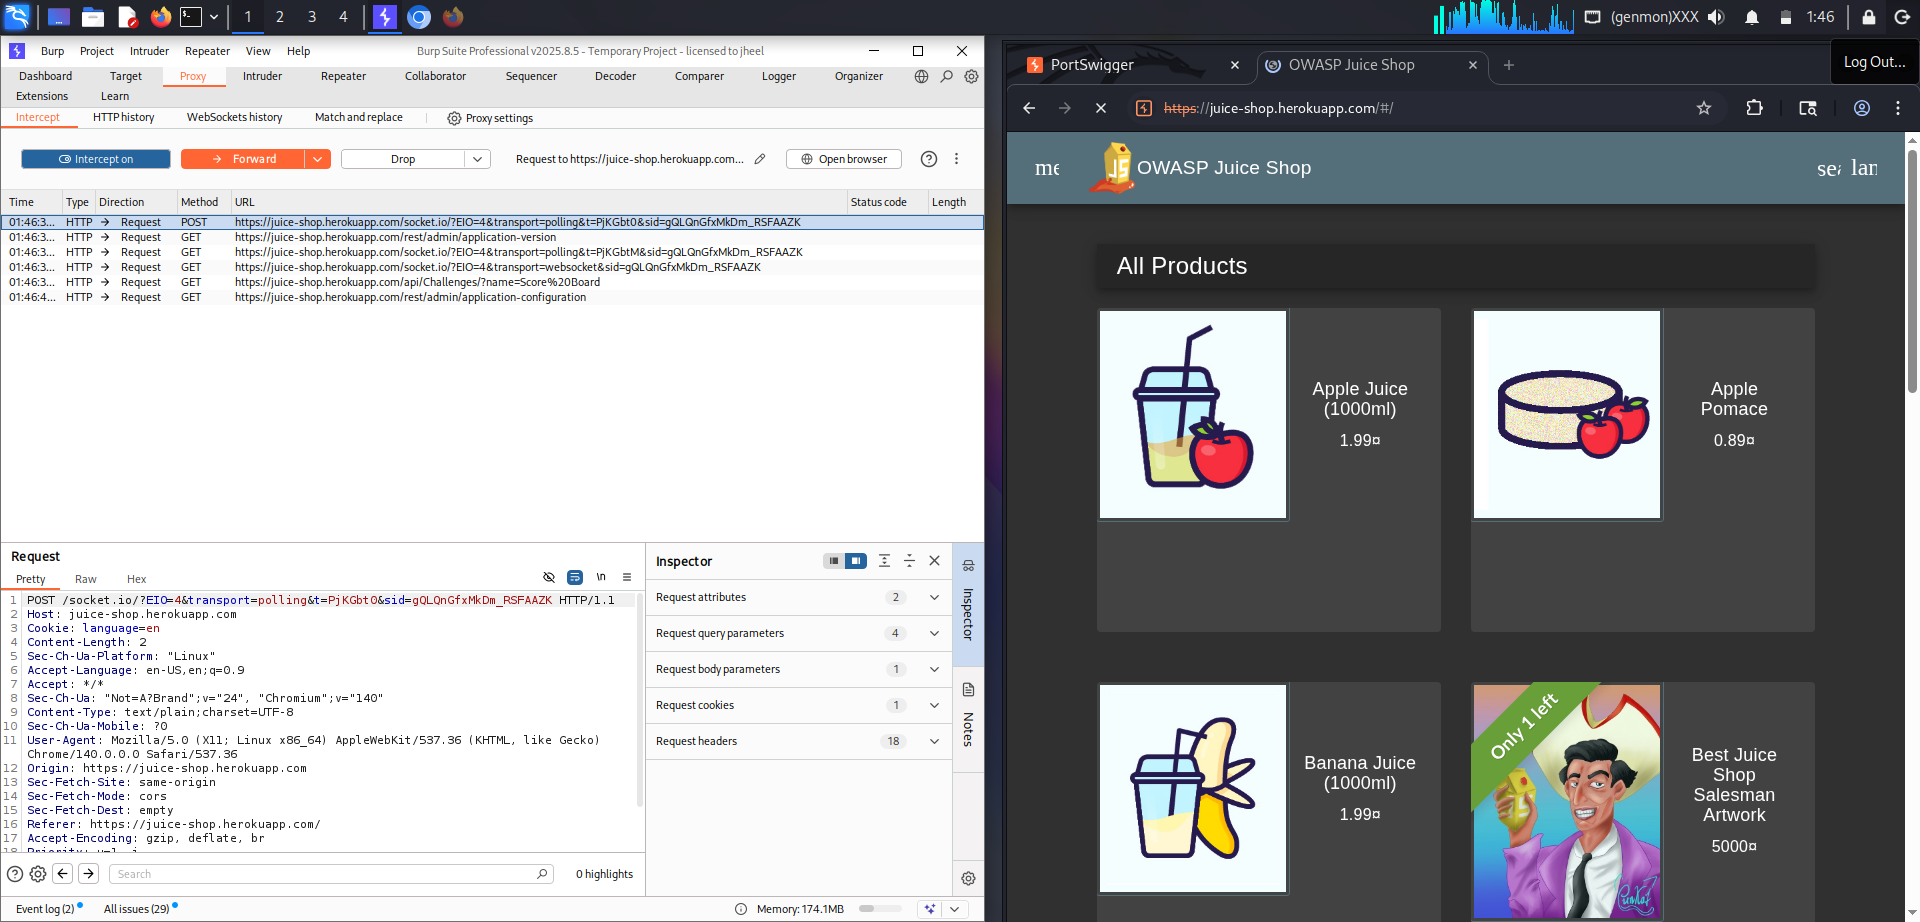 1
2
3
4
(genmon)XXX
1:46
Burp Project Intruder Repeater View Help
Burp Suite Professional v2025.8.5 - Temporary Project - licensed to jheel
Dashboard Target Proxy Intruder Repeater Collaborator Sequencer Decoder Comparer Logger Organizer
Extensions Learn
Intercept HTTP history WebSockets history Match and replace Proxy settings
Intercept on Forward Drop Request to https://juice-shop.herokuapp.com... Open browser
Time Type Direction Method URL Status code Length
01:46:3... HTTP Request POST https://juice-shop.herokuapp.com/socket.io/?EIO=4&transport=polling&t=PjKGbt0&sid=gQLQnGfxMkDm_RSFAAZK
01:46:3... HTTP Request GET https://juice-shop.herokuapp.com/rest/admin/application-version
01:46:3... HTTP Request GET https://juice-shop.herokuapp.com/socket.io/?EIO=4&transport=polling&t=PjKGbtM&sid=gQLQnGfxMkDm_RSFAAZK
01:46:3... HTTP Request GET https://juice-shop.herokuapp.com/socket.io/?EIO=4&transport=websocket&sid=gQLQnGfxMkDm_RSFAAZK
01:46:3... HTTP Request GET https://juice-shop.herokuapp.com/api/Challenges/?name=Score%20Board
01:46:4... HTTP Request GET https://juice-shop.herokuapp.com/rest/admin/application-configuration
Request
Pretty Raw Hex
\n
1 POST /socket.io/?EIO=4&transport=polling&t=PjKGbt0&sid=gQLQnGfxMkDm_RSFAAZK HTTP/1.1
2 Host: juice-shop.herokuapp.com
3 Cookie: language=en
4 Content-Length: 2
5 Sec-Ch-Ua-Platform: "Linux"
6 Accept-Language: en-US,en;q=0.9
7 Accept: */*
8 Sec-Ch-Ua: "Not=A?Brand";v="24", "Chromium";v="140"
9 Content-Type: text/plain;charset=UTF-8
10 Sec-Ch-Ua-Mobile: ?0
11 User-Agent: Mozilla/5.0 (X11; Linux x86_64) AppleWebKit/537.36 (KHTML, like Gecko)
Chrome/140.0.0.0 Safari/537.36
12 Origin: https://juice-shop.herokuapp.com
13 Sec-Fetch-Site: same-origin
14 Sec-Fetch-Mode: cors
15 Sec-Fetch-Dest: empty
16 Referer: https://juice-shop.herokuapp.com/
17 Accept-Encoding: gzip, deflate, br
Search
0 highlights
Inspector
Request attributes 2
Request query parameters 4
Request body parameters 1
Request cookies 1
Request headers 18
Inspector
Notes
Event log (2) All issues (29)
Memory: 174.1MB
PortSwigger
OWASP Juice Shop
Log Out...
https://juice-shop.herokuapp.com/#/
me
JS
OWASP Juice Shop
sea
lan
All Products
Apple Juice
(1000ml)
1.99¤
Apple
Pomace
0.89¤
Banana Juice
(1000ml)
1.99¤
Only 1 left
Best Juice
Shop
Salesman
Artwork
5000¤